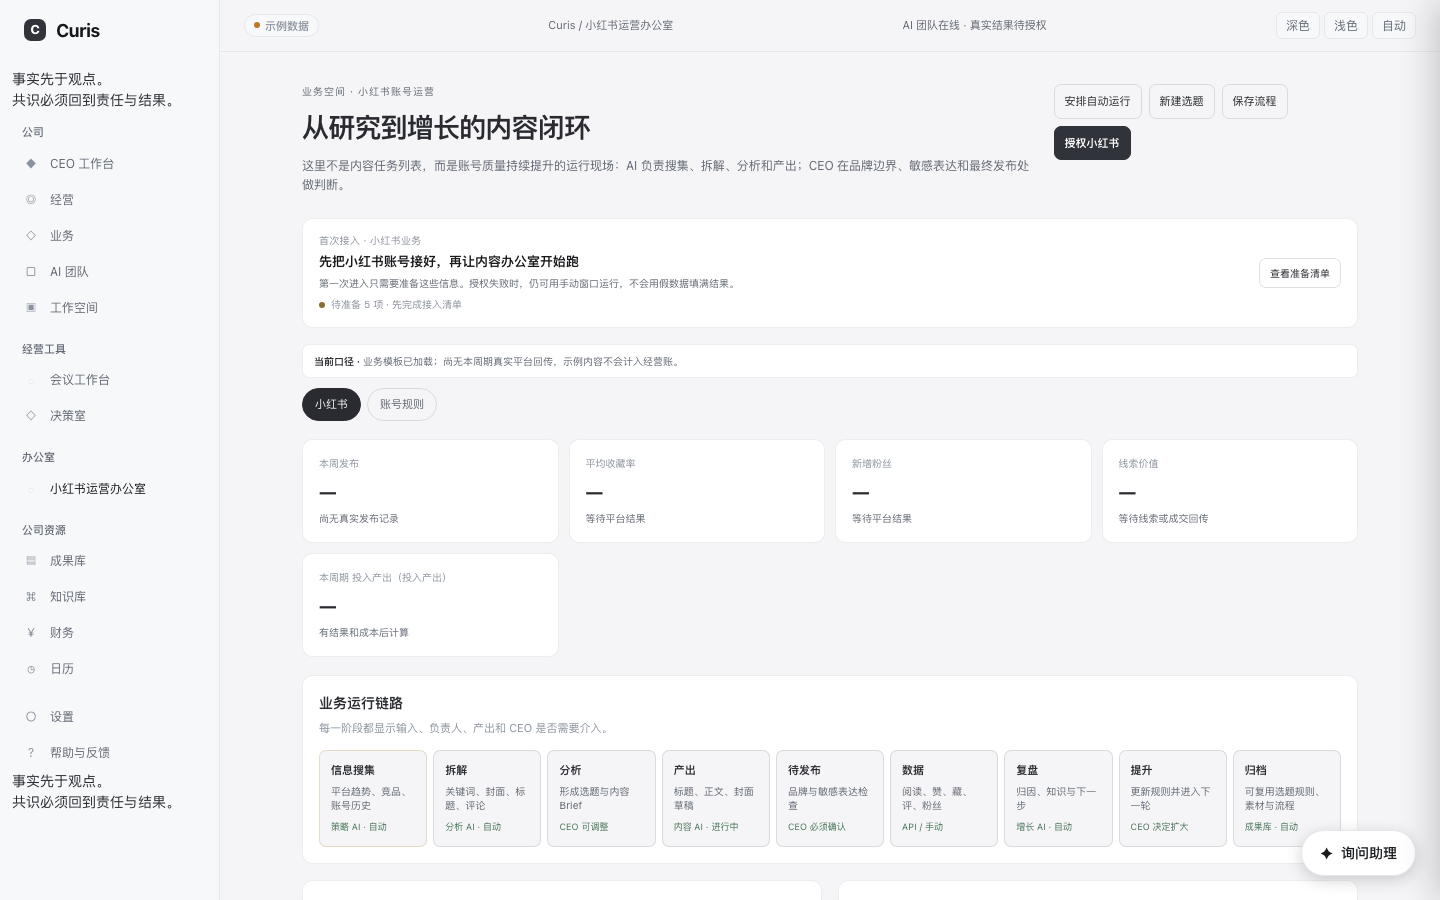 C Curis
事实先于观点。
共识必须回到责任与结果。
公司
CEO 工作台
经营
业务
AI 团队
工作空间
经营工具
会议工作台
决策室
办公室
小红书运营办公室
公司资源
成果库
知识库
¥ 财务
日历
设置
? 帮助与反馈
事实先于观点。
共识必须回到责任与结果。
示例数据
Curis / 小红书运营办公室
AI 团队在线 · 真实结果待授权
深色
浅色
自动
业务空间 · 小红书账号运营
从研究到增长的内容闭环
这里不是内容任务列表，而是账号质量持续提升的运行现场：AI 负责搜集、拆解、分析和产出；CEO 在品牌边界、敏感表达和最终发布处
做判断。
安排自动运行
新建选题
保存流程
授权小红书
首次接入 · 小红书业务
先把小红书账号接好，再让内容办公室开始跑
第一次进入只需要准备这些信息。授权失败时，仍可用手动窗口运行，不会用假数据填满结果。
待准备 5 项 · 先完成接入清单
查看准备清单
当前口径 · 业务模板已加载；尚无本周期真实平台回传，示例内容不会计入经营账。
小红书
账号规则
本周发布
—
尚无真实发布记录
平均收藏率
—
等待平台结果
新增粉丝
—
等待平台结果
线索价值
—
等待线索或成交回传
本周期 投入产出（投入产出）
—
有结果和成本后计算
业务运行链路
每一阶段都显示输入、负责人、产出和 CEO 是否需要介入。
信息搜集
平台趋势、竞品、
账号历史
策略 AI · 自动
拆解
关键词、封面、标
题、评论
分析 AI · 自动
分析
形成选题与内容
Brief
CEO 可调整
产出
标题、正文、封面
草稿
内容 AI · 进行中
待发布
品牌与敏感表达检
查
CEO 必须确认
数据
阅读、赞、藏、
评、粉丝
API / 手动
复盘
归因、知识与下一
步
增长 AI · 自动
提升
更新规则并进入下
一轮
CEO 决定扩大
归档
可复用选题规则、
素材与流程
成果库 · 自动
询问助理